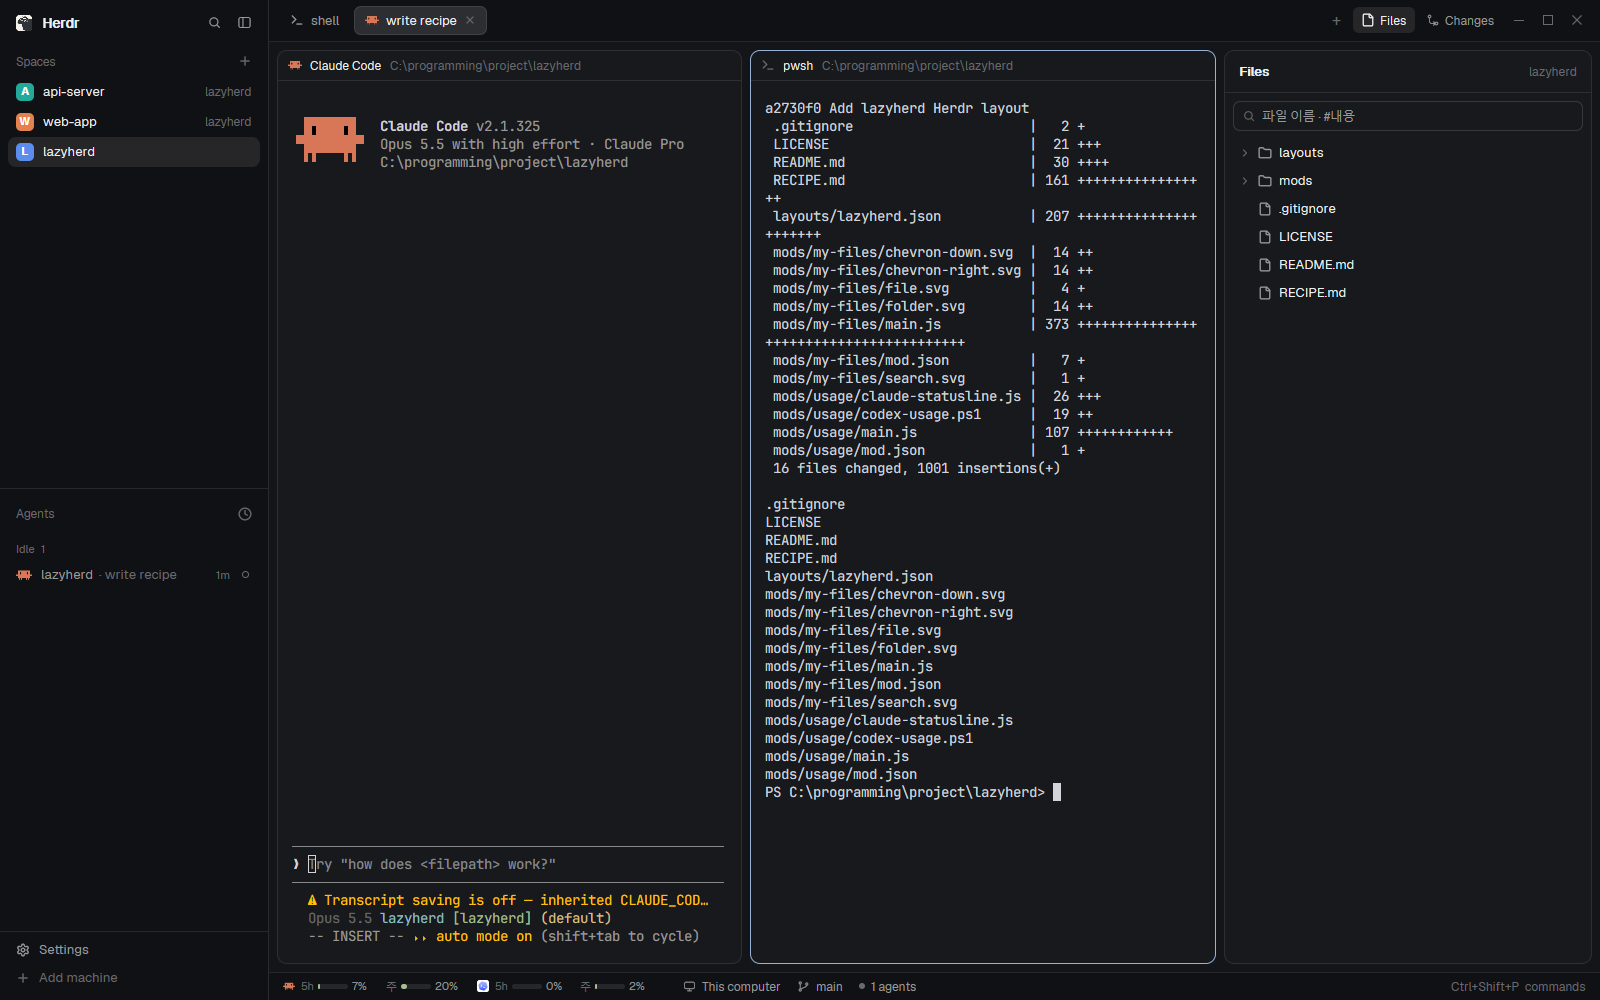 Herdr
Spaces
A api-server lazyherd
W web-app lazyherd
L lazyherd
Agents
Idle 1
lazyherd · write recipe 1m
Settings
Add machine
shell
write recipe
Files
Changes
Claude Code C:\programming\project\lazyherd
Claude Code v2.1.325
Opus 5.5 with high effort · Claude Pro
C:\programming\project\lazyherd
❯ Try "how does <filepath> work?"
⚠ Transcript saving is off — inherited CLAUDE_COD…
Opus 5.5 lazyherd [lazyherd] (default)
-- INSERT -- ⏵⏵ auto mode on (shift+tab to cycle)
pwsh C:\programming\project\lazyherd
a2730f0 Add lazyherd Herdr layout
.gitignore | 2 +
LICENSE | 21 +++
README.md | 30 ++++
RECIPE.md | 161 +++++++++++++++
++
layouts/lazyherd.json | 207 +++++++++++++++
+++++++
mods/my-files/chevron-down.svg | 14 ++
mods/my-files/chevron-right.svg | 14 ++
mods/my-files/file.svg | 4 +
mods/my-files/folder.svg | 14 ++
mods/my-files/main.js | 373 +++++++++++++++
+++++++++++++++++++++++++
mods/my-files/mod.json | 7 +
mods/my-files/search.svg | 1 +
mods/usage/claude-statusline.js | 26 +++
mods/usage/codex-usage.ps1 | 19 ++
mods/usage/main.js | 107 ++++++++++++
mods/usage/mod.json | 1 +
16 files changed, 1001 insertions(+)
.gitignore
LICENSE
README.md
RECIPE.md
layouts/lazyherd.json
mods/my-files/chevron-down.svg
mods/my-files/chevron-right.svg
mods/my-files/file.svg
mods/my-files/folder.svg
mods/my-files/main.js
mods/my-files/mod.json
mods/my-files/search.svg
mods/usage/claude-statusline.js
mods/usage/codex-usage.ps1
mods/usage/main.js
mods/usage/mod.json
PS C:\programming\project\lazyherd>
Files lazyherd
파일 이름 · #내용
layouts
mods
.gitignore
LICENSE
README.md
RECIPE.md
5h 7% 주 20% 5h 0% 주 2% This computer main 1 agents Ctrl+Shift+P commands